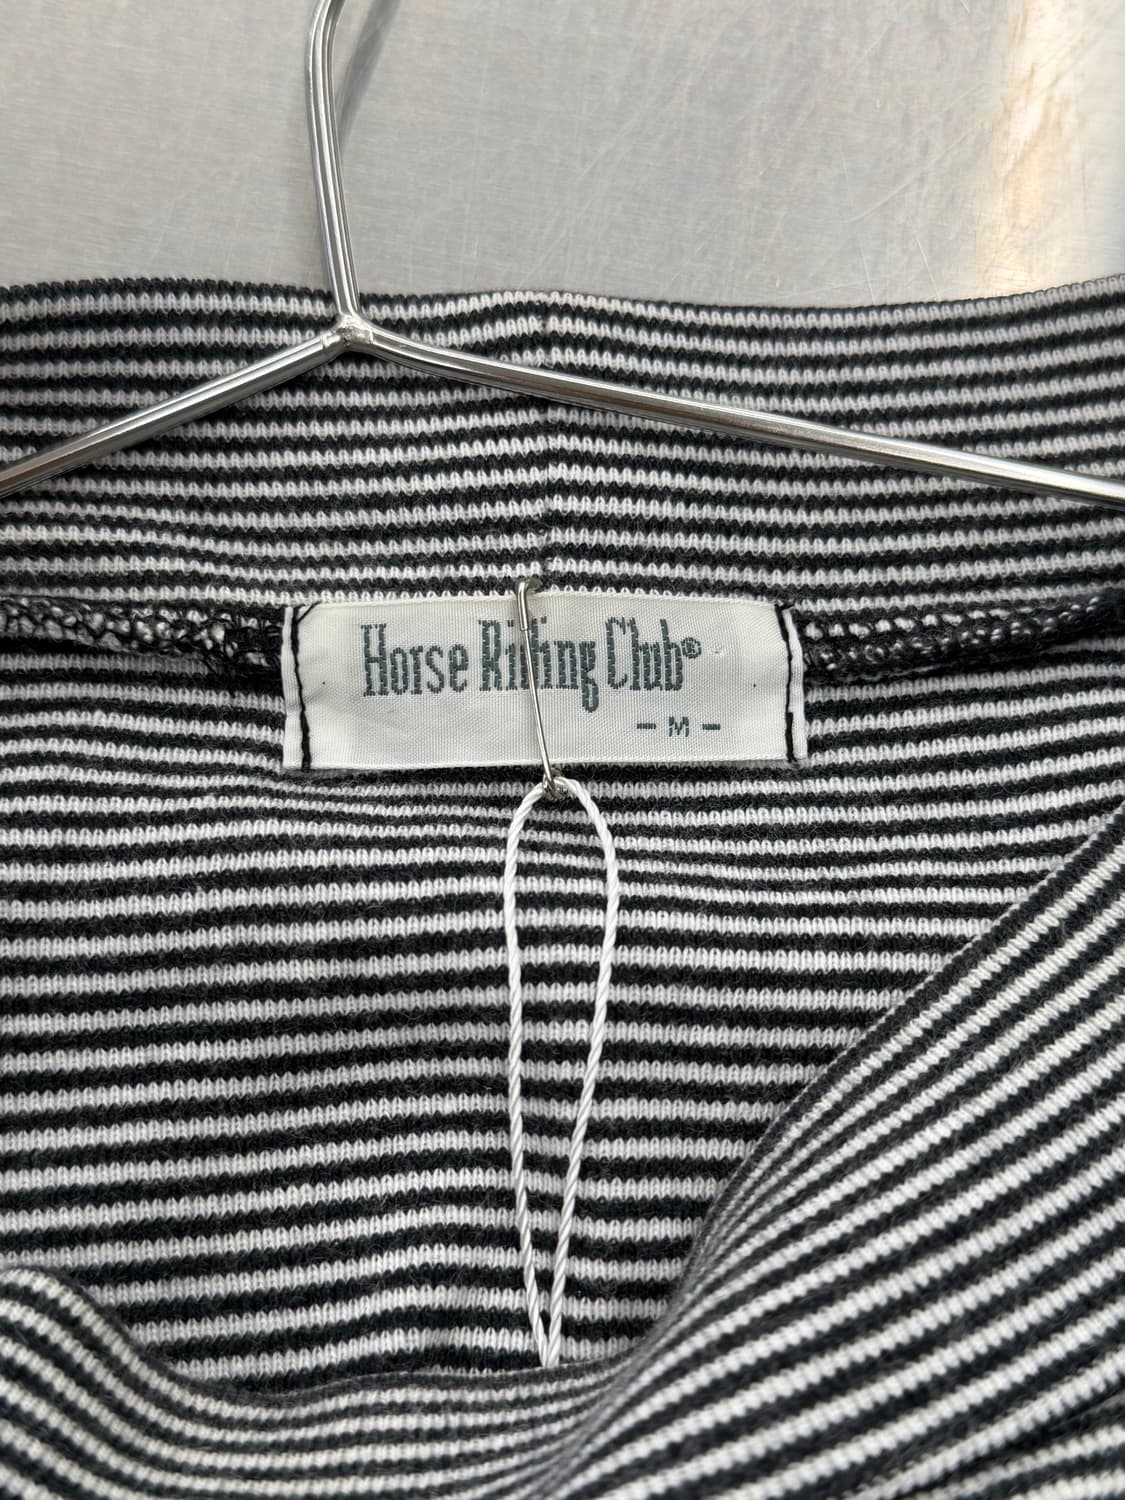 Horse Riding Club®
- M -